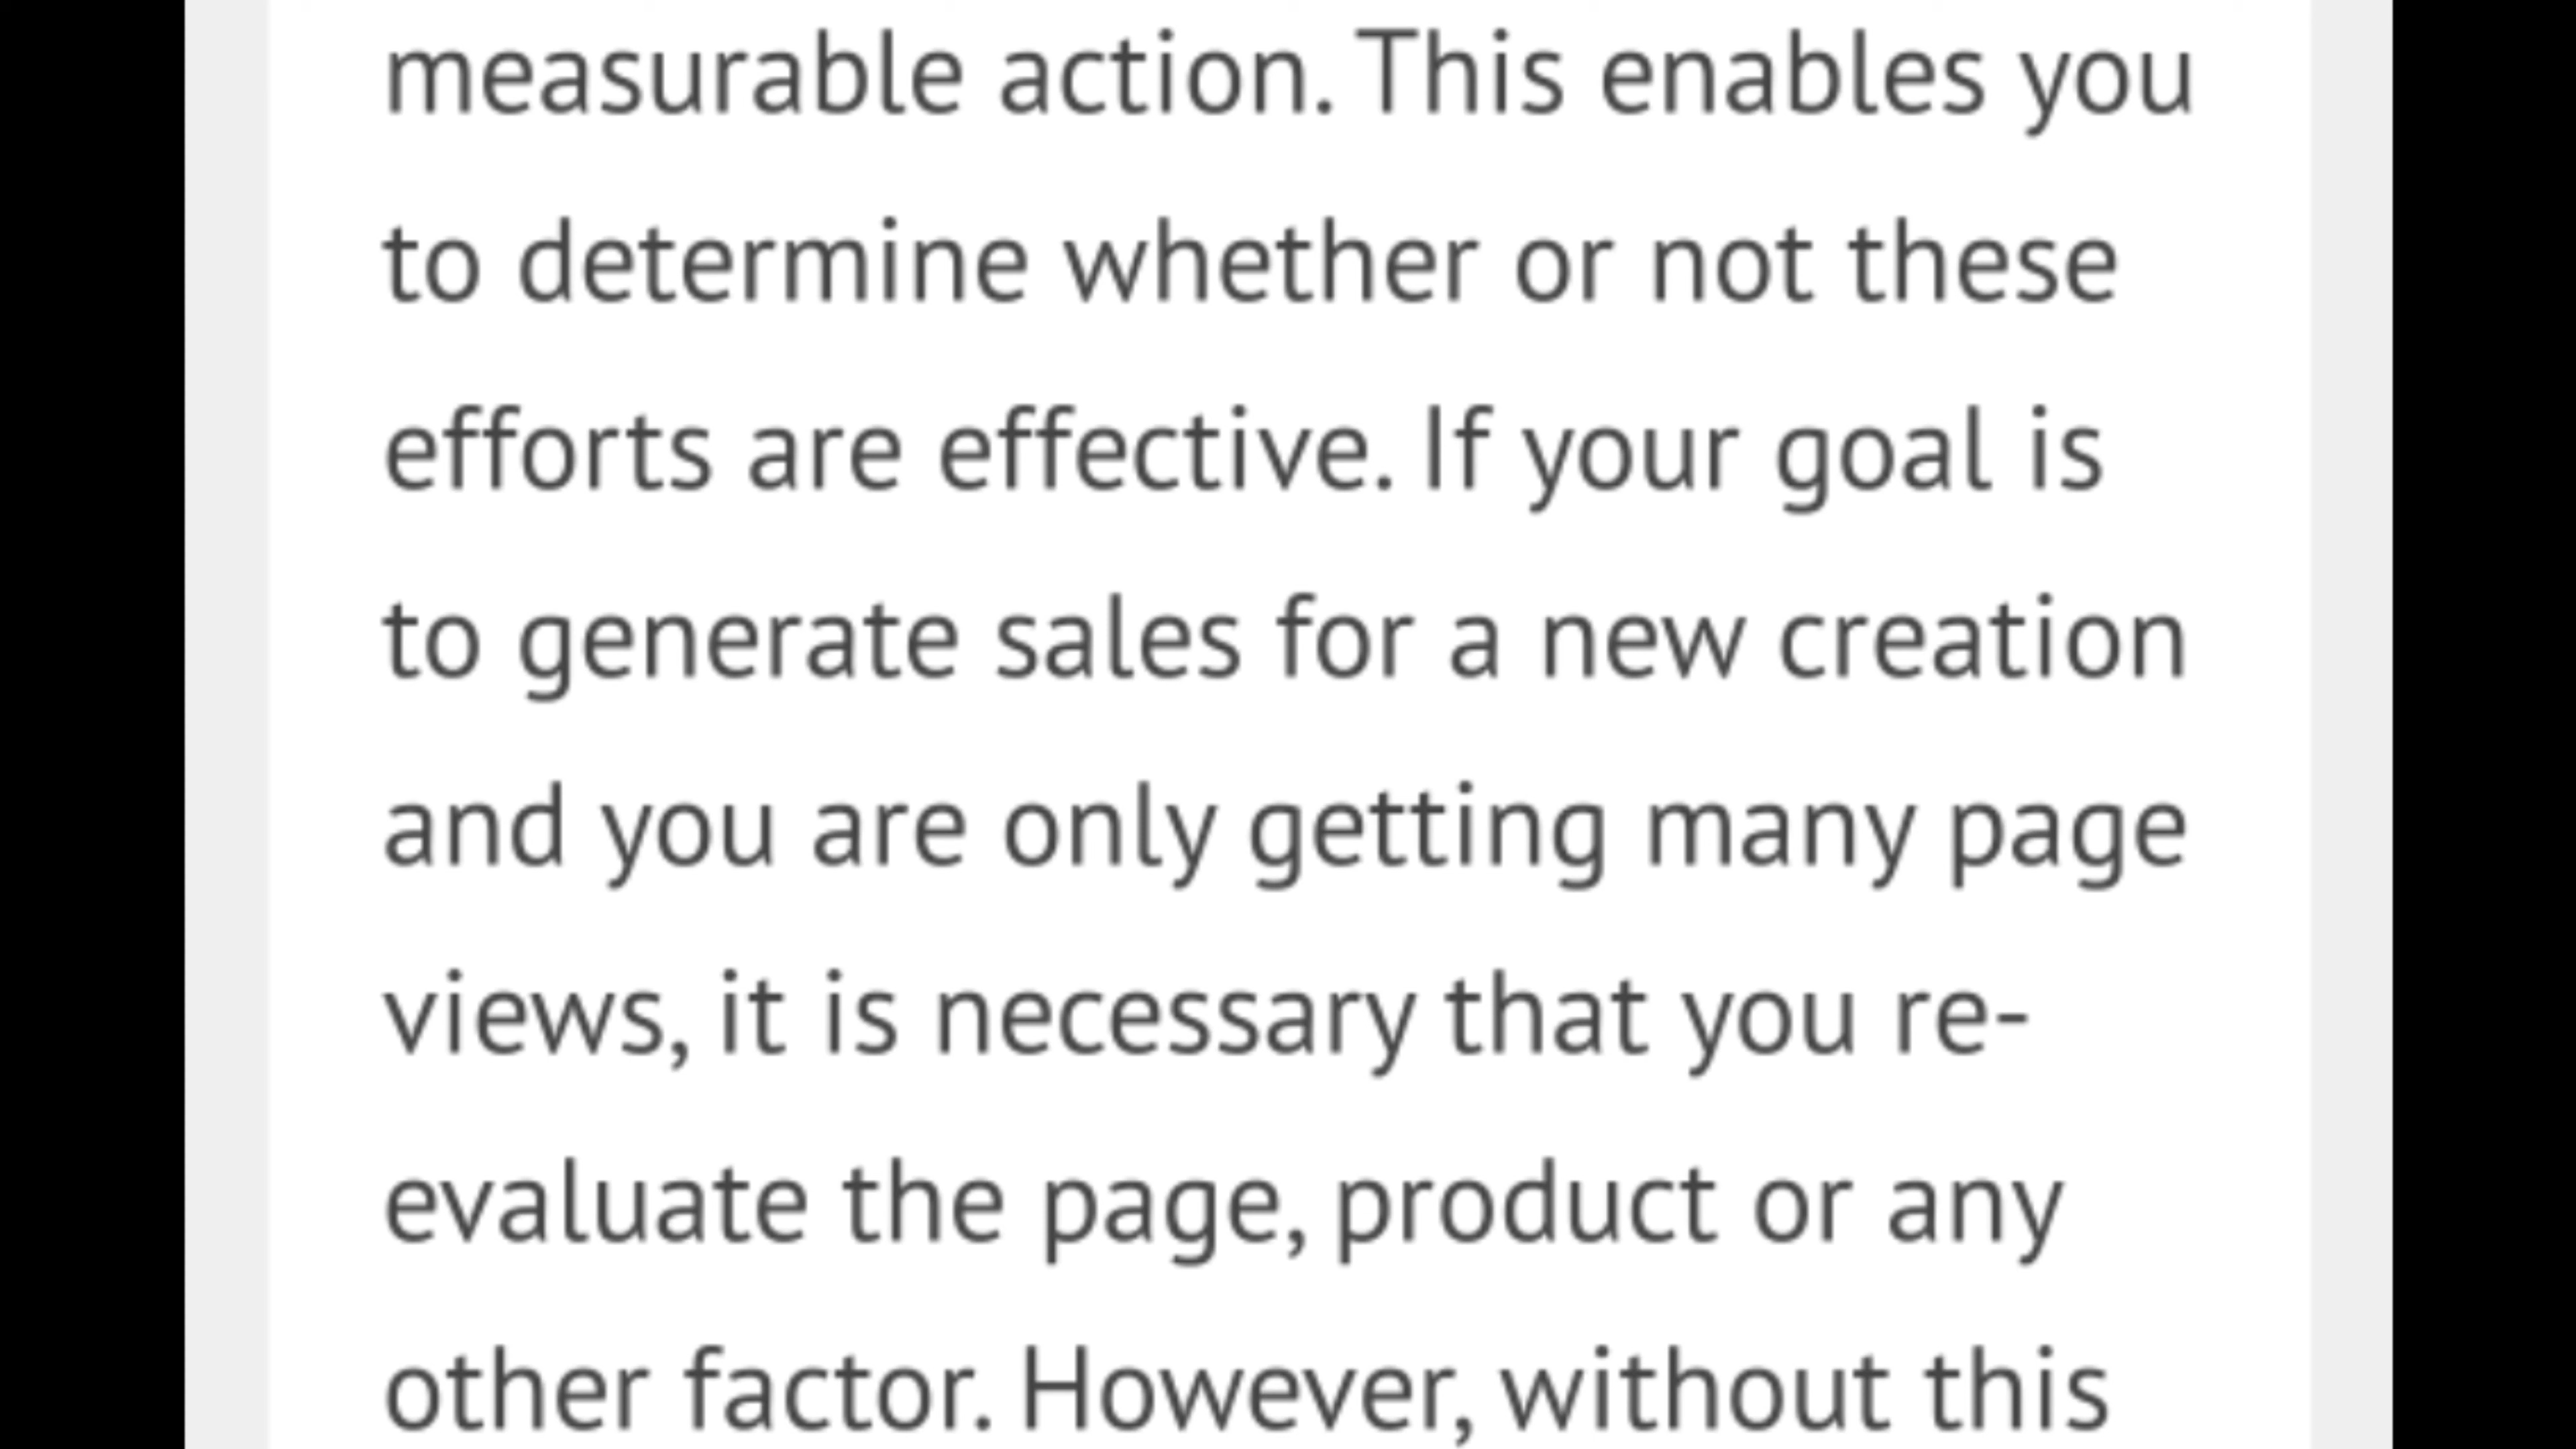 measurable action. This enables you
to determine whether or not these
efforts are effective. If your goal is
to generate sales for a new creation
and you are only getting many page
views, it is necessary that you re-
evaluate the page, product or any
other factor. However, without this